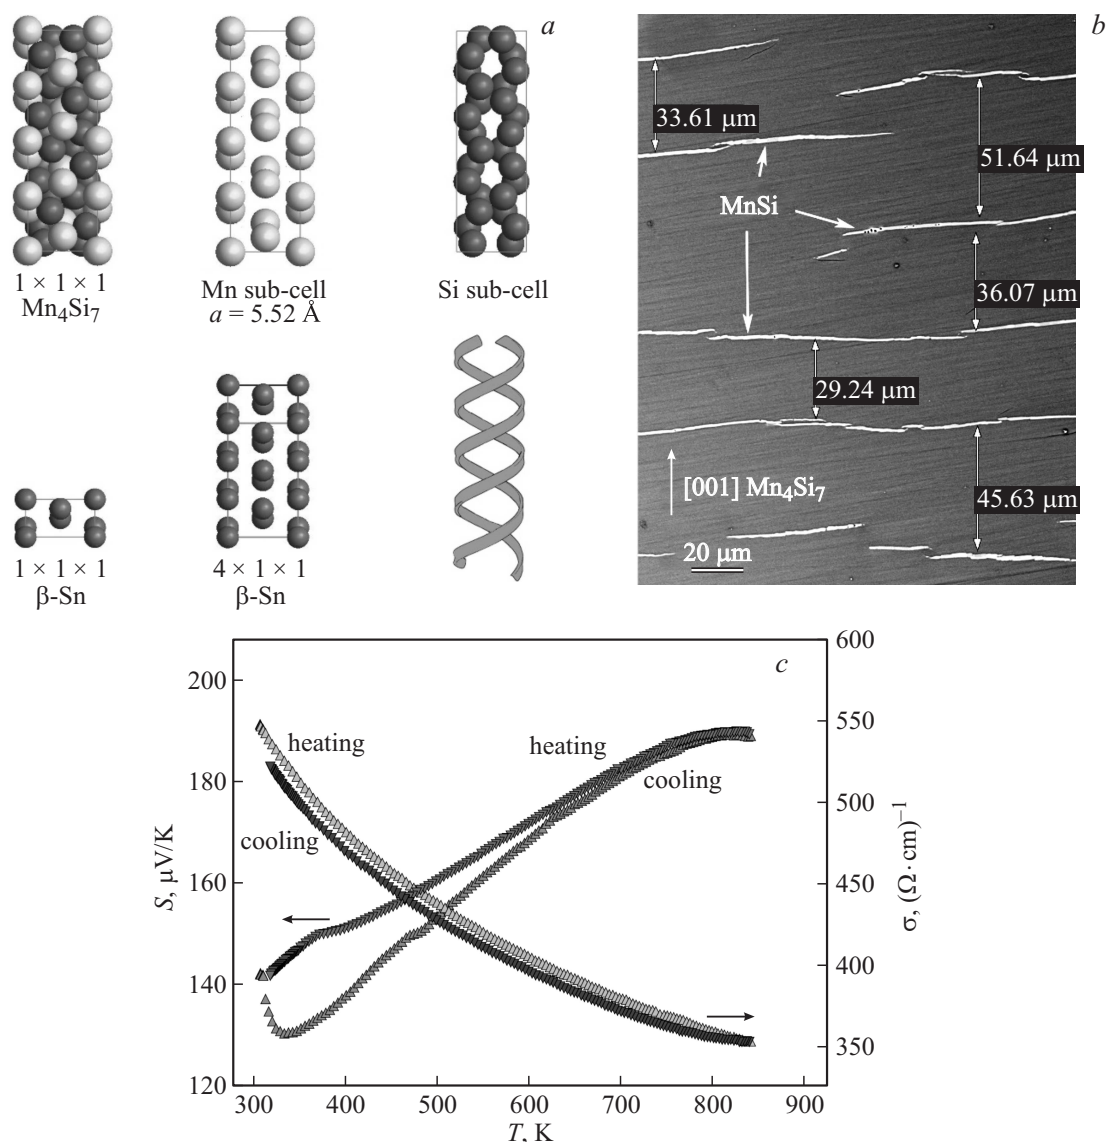 a
1 × 1 × 1
Mn₄Si₇
Mn sub-cell
a = 5.52 Å
Si sub-cell
1 × 1 × 1
β-Sn
4 × 1 × 1
β-Sn
b
33.61 μm
51.64 μm
MnSi
36.07 μm
29.24 μm
[001] Mn₄Si₇
45.63 μm
20 μm
c
S, μV/K
200
180
160
140
120
heating
cooling
heating
cooling
600
550
500
450
400
350
σ, (Ω·cm)⁻¹
300
400
500
600
700
800
900
T, K